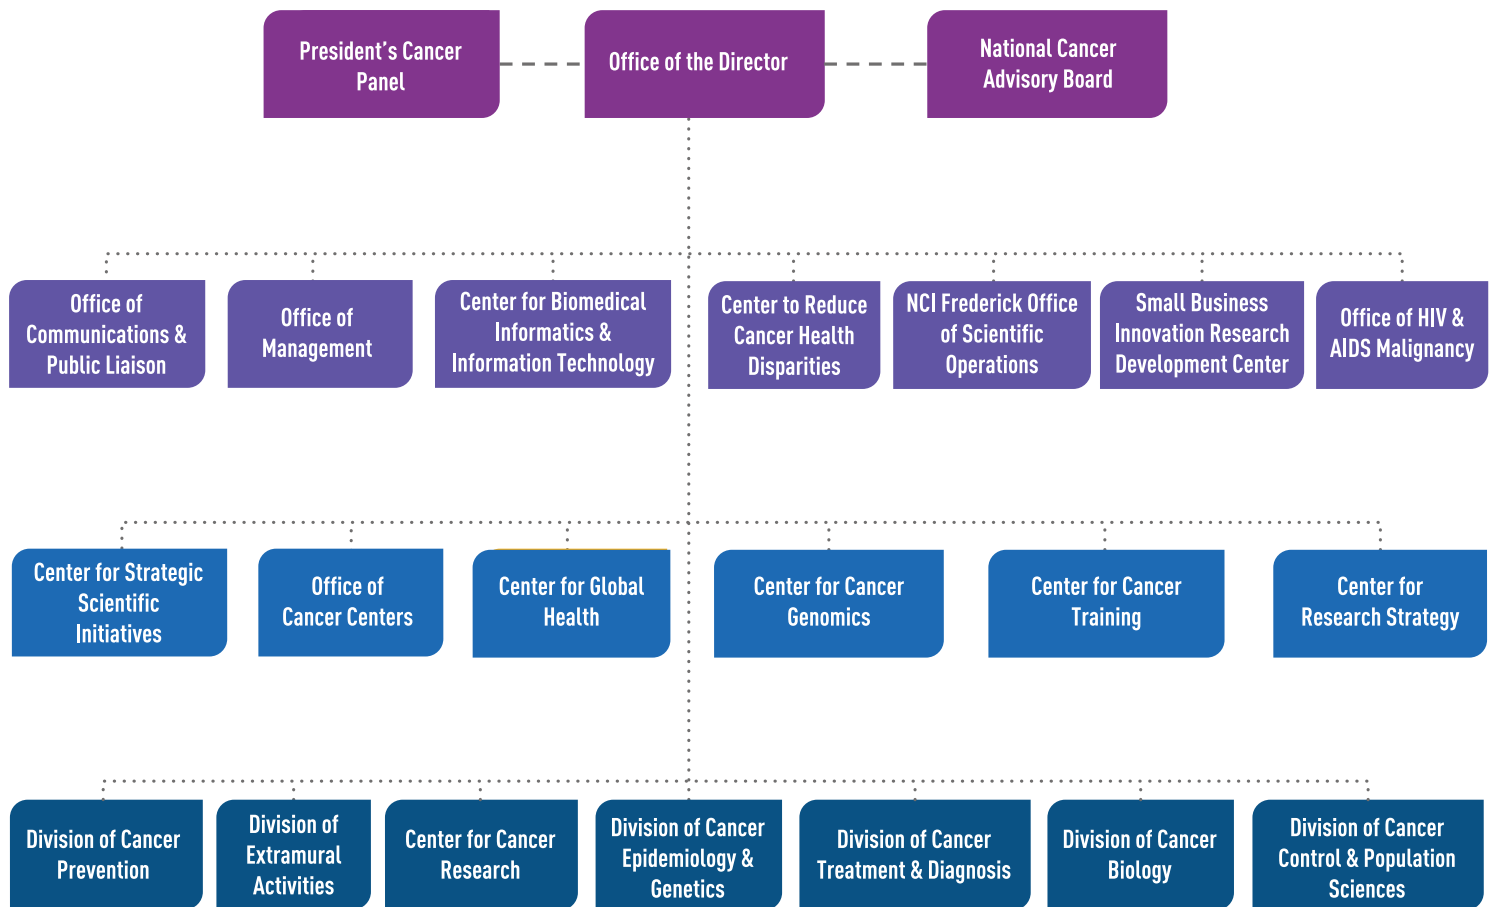 President's Cancer
Panel
Office of the Director
National Cancer
Advisory Board
Office of
Communications &
Public Liaison
Office of
Management
Center for Biomedical
Informatics &
Information Technology
Center to Reduce
Cancer Health
Disparities
NCI Frederick Office
of Scientific
Operations
Small Business
Innovation Research
Development Center
Office of HIV &
AIDS Malignancy
Center for Strategic
Scientific
Initiatives
Office of
Cancer Centers
Center for Global
Health
Center for Cancer
Genomics
Center for Cancer
Training
Center for
Research Strategy
Division of Cancer
Prevention
Division of
Extramural
Activities
Center for Cancer
Research
Division of Cancer
Epidemiology &
Genetics
Division of Cancer
Treatment & Diagnosis
Division of Cancer
Biology
Division of Cancer
Control & Population
Sciences